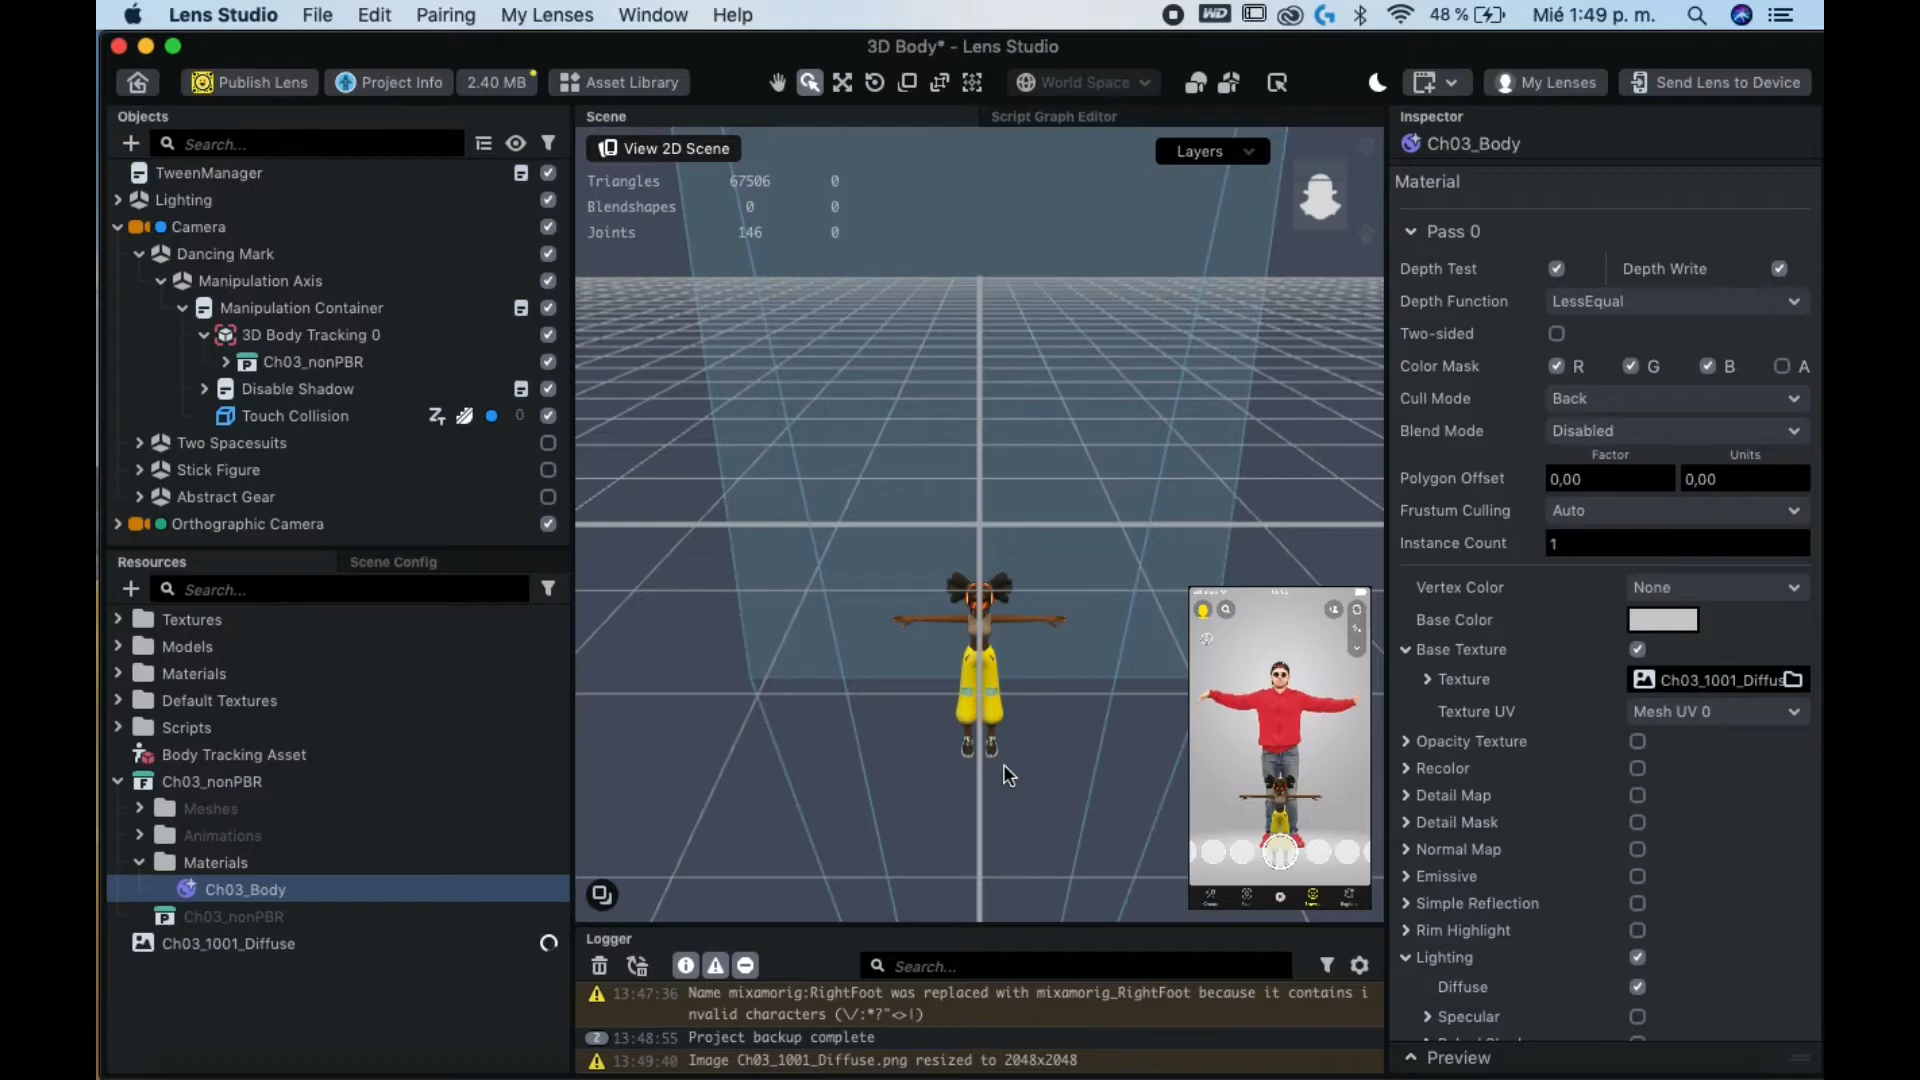 Lens Studio File Edit Pairing My Lenses Window Help WD 48 % Mié 1:49 p. m.
3D Body* - Lens Studio
Publish Lens Project Info 2.40 MB Asset Library World Space My Lenses Send Lens to Device
Objects
Search...
TweenManager
Lighting
Camera
Dancing Mark
Manipulation Axis
Manipulation Container
3D Body Tracking 0
P Ch03_nonPBR
Disable Shadow
Touch Collision 0
Two Spacesuits
Stick Figure
Abstract Gear
Orthographic Camera
Resources Scene Config
Search...
Textures
Models
Materials
Default Textures
Scripts
Body Tracking Asset
F Ch03_nonPBR
Meshes
Animations
Materials
Ch03_Body
P Ch03_nonPBR
Ch03_1001_Diffuse
Scene Script Graph Editor
View 2D Scene Layers
Triangles 67506 0
Blendshapes 0 0
Joints 146 0
Logger
Search...
13:47:36 Name mixamorig:RightFoot was replaced with mixamorig_RightFoot because it contains i
nvalid characters (\/:*?"<>|)
2 13:48:55 Project backup complete
13:49:40 Image Ch03_1001_Diffuse.png resized to 2048x2048
Inspector
Ch03_Body
Material
Pass 0
Depth Test Depth Write
Depth Function LessEqual
Two-sided
Color Mask R G B A
Cull Mode Back
Blend Mode Disabled
Factor Units
Polygon Offset 0,00 0,00
Frustum Culling Auto
Instance Count 1
Vertex Color None
Base Color
Base Texture
Texture Ch03_1001_Diffus
Texture UV Mesh UV 0
Opacity Texture
Recolor
Detail Map
Detail Mask
Normal Map
Emissive
Simple Reflection
Rim Highlight
Lighting
Diffuse
Specular
Preview